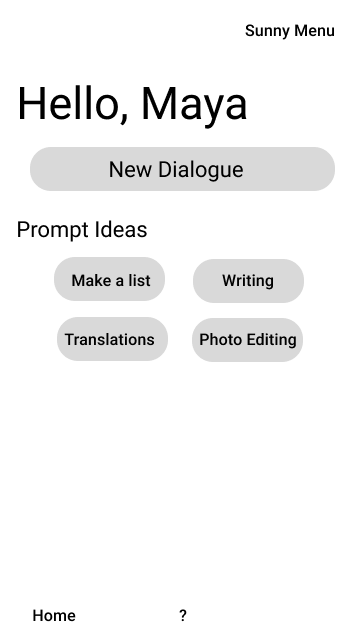 Sunny Menu
Hello, Maya
New Dialogue
Prompt Ideas
Make a list
Writing
Translations
Photo Editing
Home
?